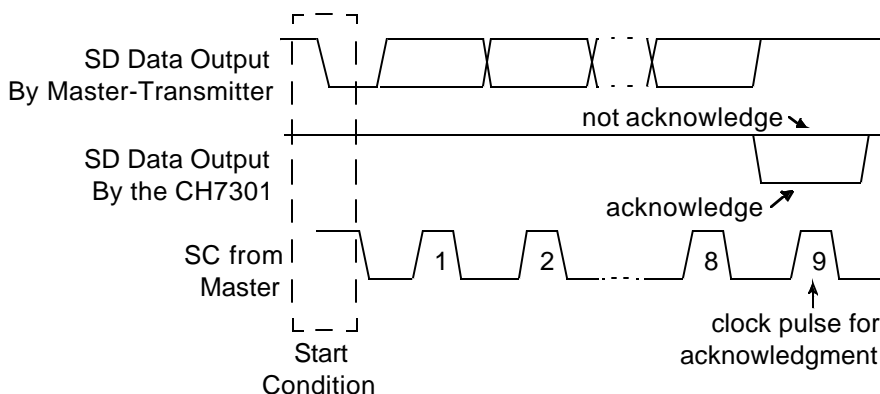 SD Data Output
By Master-Transmitter
not acknowledge
SD Data Output
By the CH7301
acknowledge
SC from
Master
1
2
8
9
clock pulse for
acknowledgment
Start
Condition